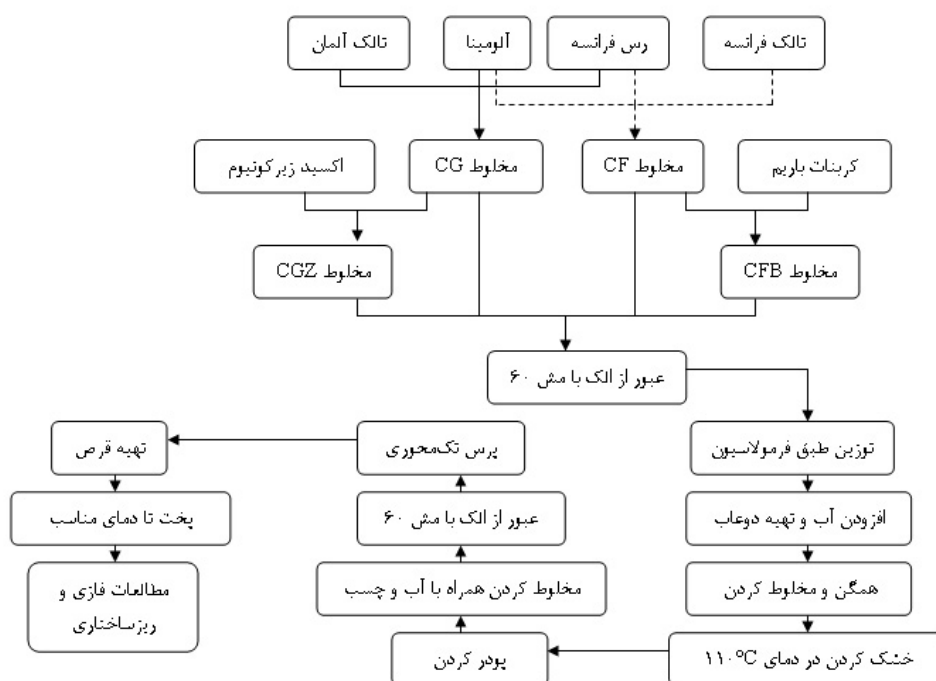 تالک آلمان
آلومینا
رس فرانسه
تالک فرانسه
اکسید زیرکونیوم
مخلوط CG
مخلوط CF
کربنات باریم
مخلوط CGZ
مخلوط CFB
عبور از الک با مش ۶۰
توزین طبق فرمولاسیون
افزودن آب و تهیه دوغاب
همگن و مخلوط کردن
خشک کردن در دمای ۱۱۰°C
پودر کردن
مخلوط کردن همراه با آب و چسب
عبور از الک با مش ۶۰
پرس تک‌محوری
تهیه قرص
پخت تا دمای مناسب
مطالعات فازی و
ریزساختاری